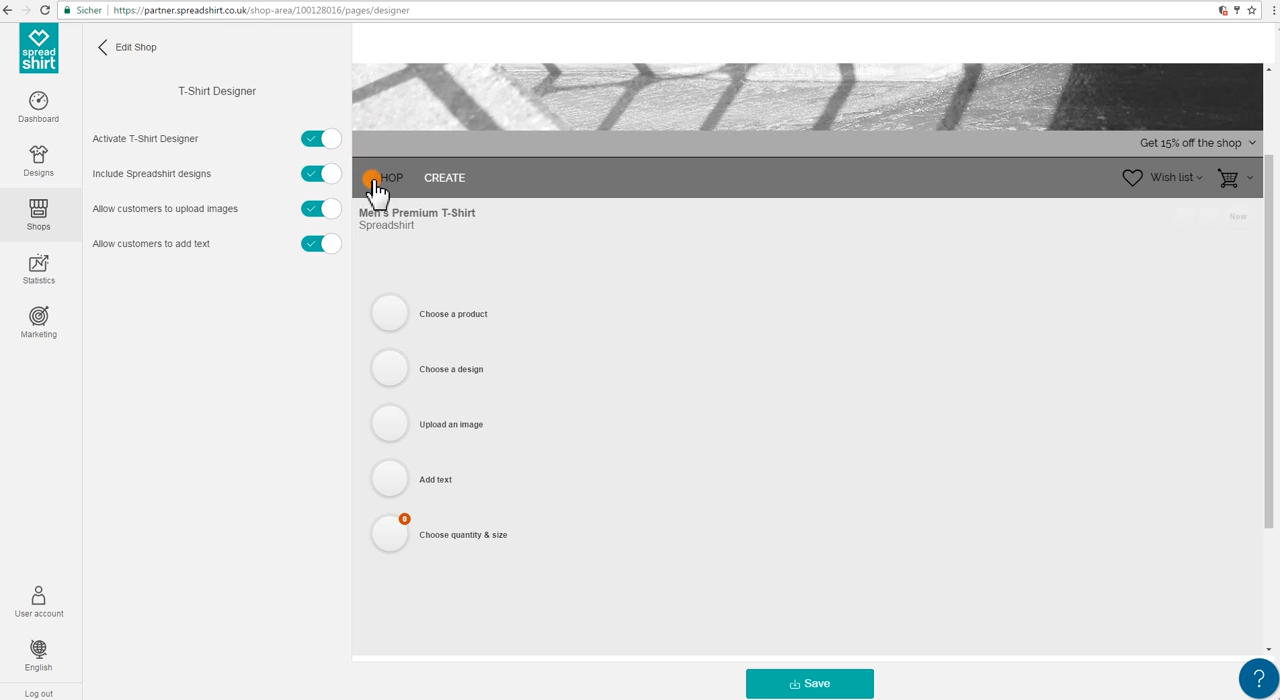 Sicher
https://partner.spreadshirt.co.uk/shop-area/100128016/pages/designer
spread
shirt
Dashboard
Designs
Shops
Statistics
Marketing
User account
English
Log out
Edit Shop
T-Shirt Designer
Activate T-Shirt Designer
Include Spreadshirt designs
Allow customers to upload images
Allow customers to add text
Get 15% off the shop
HOP
CREATE
Wish list
Men's Premium T-Shirt
Spreadshirt
New
Choose a product
Choose a design
Upload an image
Add text
0
Choose quantity & size
Save
?